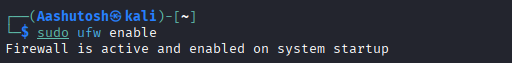 ┌──(Aashutosh㉿kali)-[~]
└─$ sudo ufw enable
Firewall is active and enabled on system startup